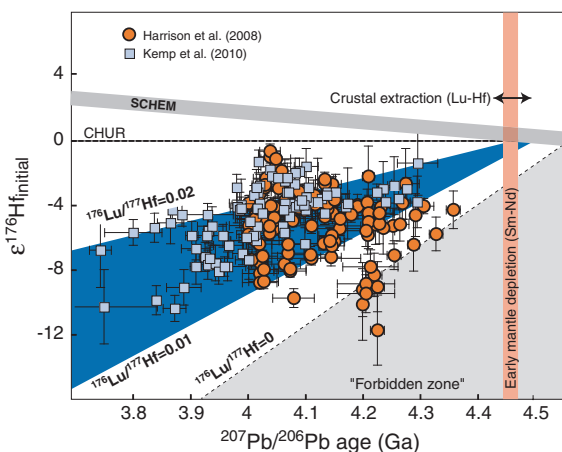 Harrison et al. (2008)
Kemp et al. (2010)
4
0
-4
-8
-12
ε¹⁷⁶Hfinitial
SCHEM
Crustal extraction (Lu-Hf)
CHUR
¹⁷⁶Lu/¹⁷⁷Hf=0.02
¹⁷⁶Lu/¹⁷⁷Hf=0.01
¹⁷⁶Lu/¹⁷⁷Hf=0
"Forbidden zone"
Early mantle depletion (Sm-Nd)
3.8
3.9
4
4.1
4.2
4.3
4.4
4.5
²⁰⁷Pb/²⁰⁶Pb age (Ga)